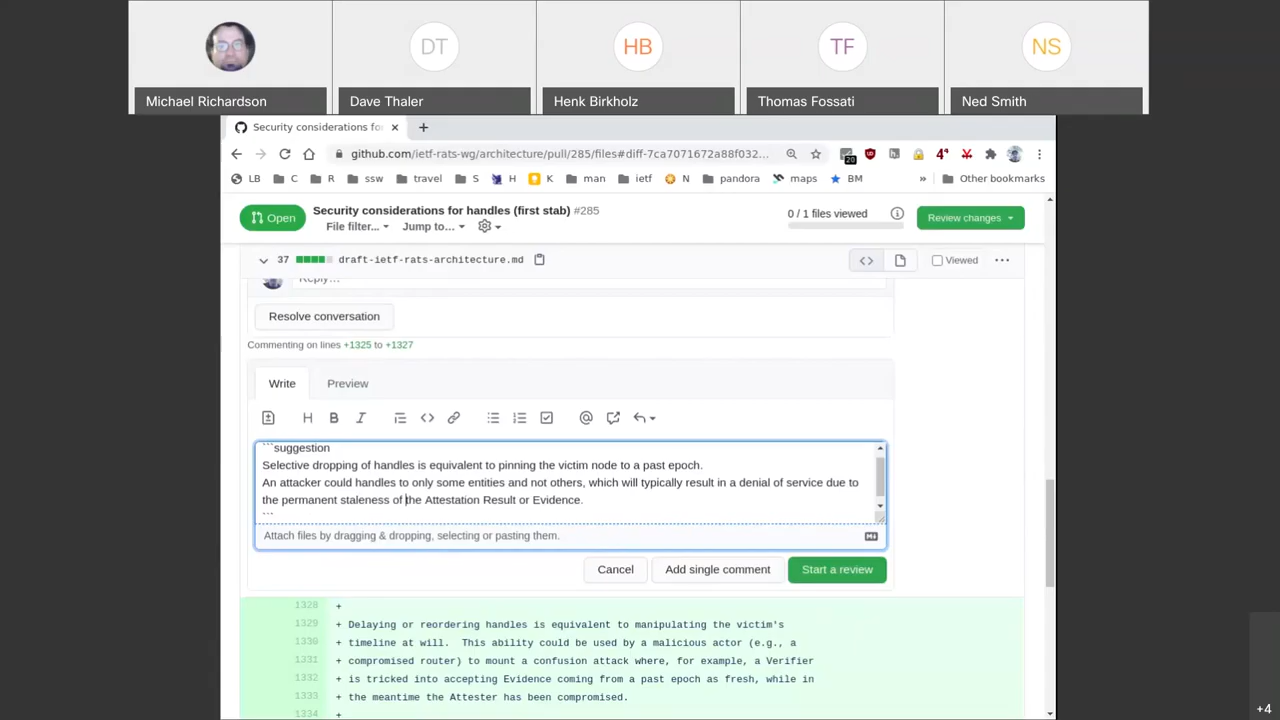 DT
HB
TF
NS
Michael Richardson
Dave Thaler
Henk Birkholz
Thomas Fossati
Ned Smith
Security considerations fo
github.com/ietf-rats-wg/architecture/pull/285/files#diff-7ca7071672a88f032...
20
LB
C
R
ssw
travel
S
H
K
man
ietf
N
pandora
maps
BM
»
Other bookmarks
Open
Security considerations for handles (first stab) #285
File filter...
Jump to...
0 / 1 files viewed
Review changes
37
draft-ietf-rats-architecture.md
Viewed
Reply...
Resolve conversation
Commenting on lines +1325 to +1327
Write
Preview
H B I
```suggestion
Selective dropping of handles is equivalent to pinning the victim node to a past epoch.
An attacker could handles to only some entities and not others, which will typically result in a denial of service due to
the permanent staleness of the Attestation Result or Evidence.
```
Attach files by dragging & dropping, selecting or pasting them.
Cancel
Add single comment
Start a review
1328 +
1329 + Delaying or reordering handles is equivalent to manipulating the victim's
1330 + timeline at will.  This ability could be used by a malicious actor (e.g., a
1331 + compromised router) to mount a confusion attack where, for example, a Verifier
1332 + is tricked into accepting Evidence coming from a past epoch as fresh, while in
1333 + the meantime the Attester has been compromised.
1334 +
+4